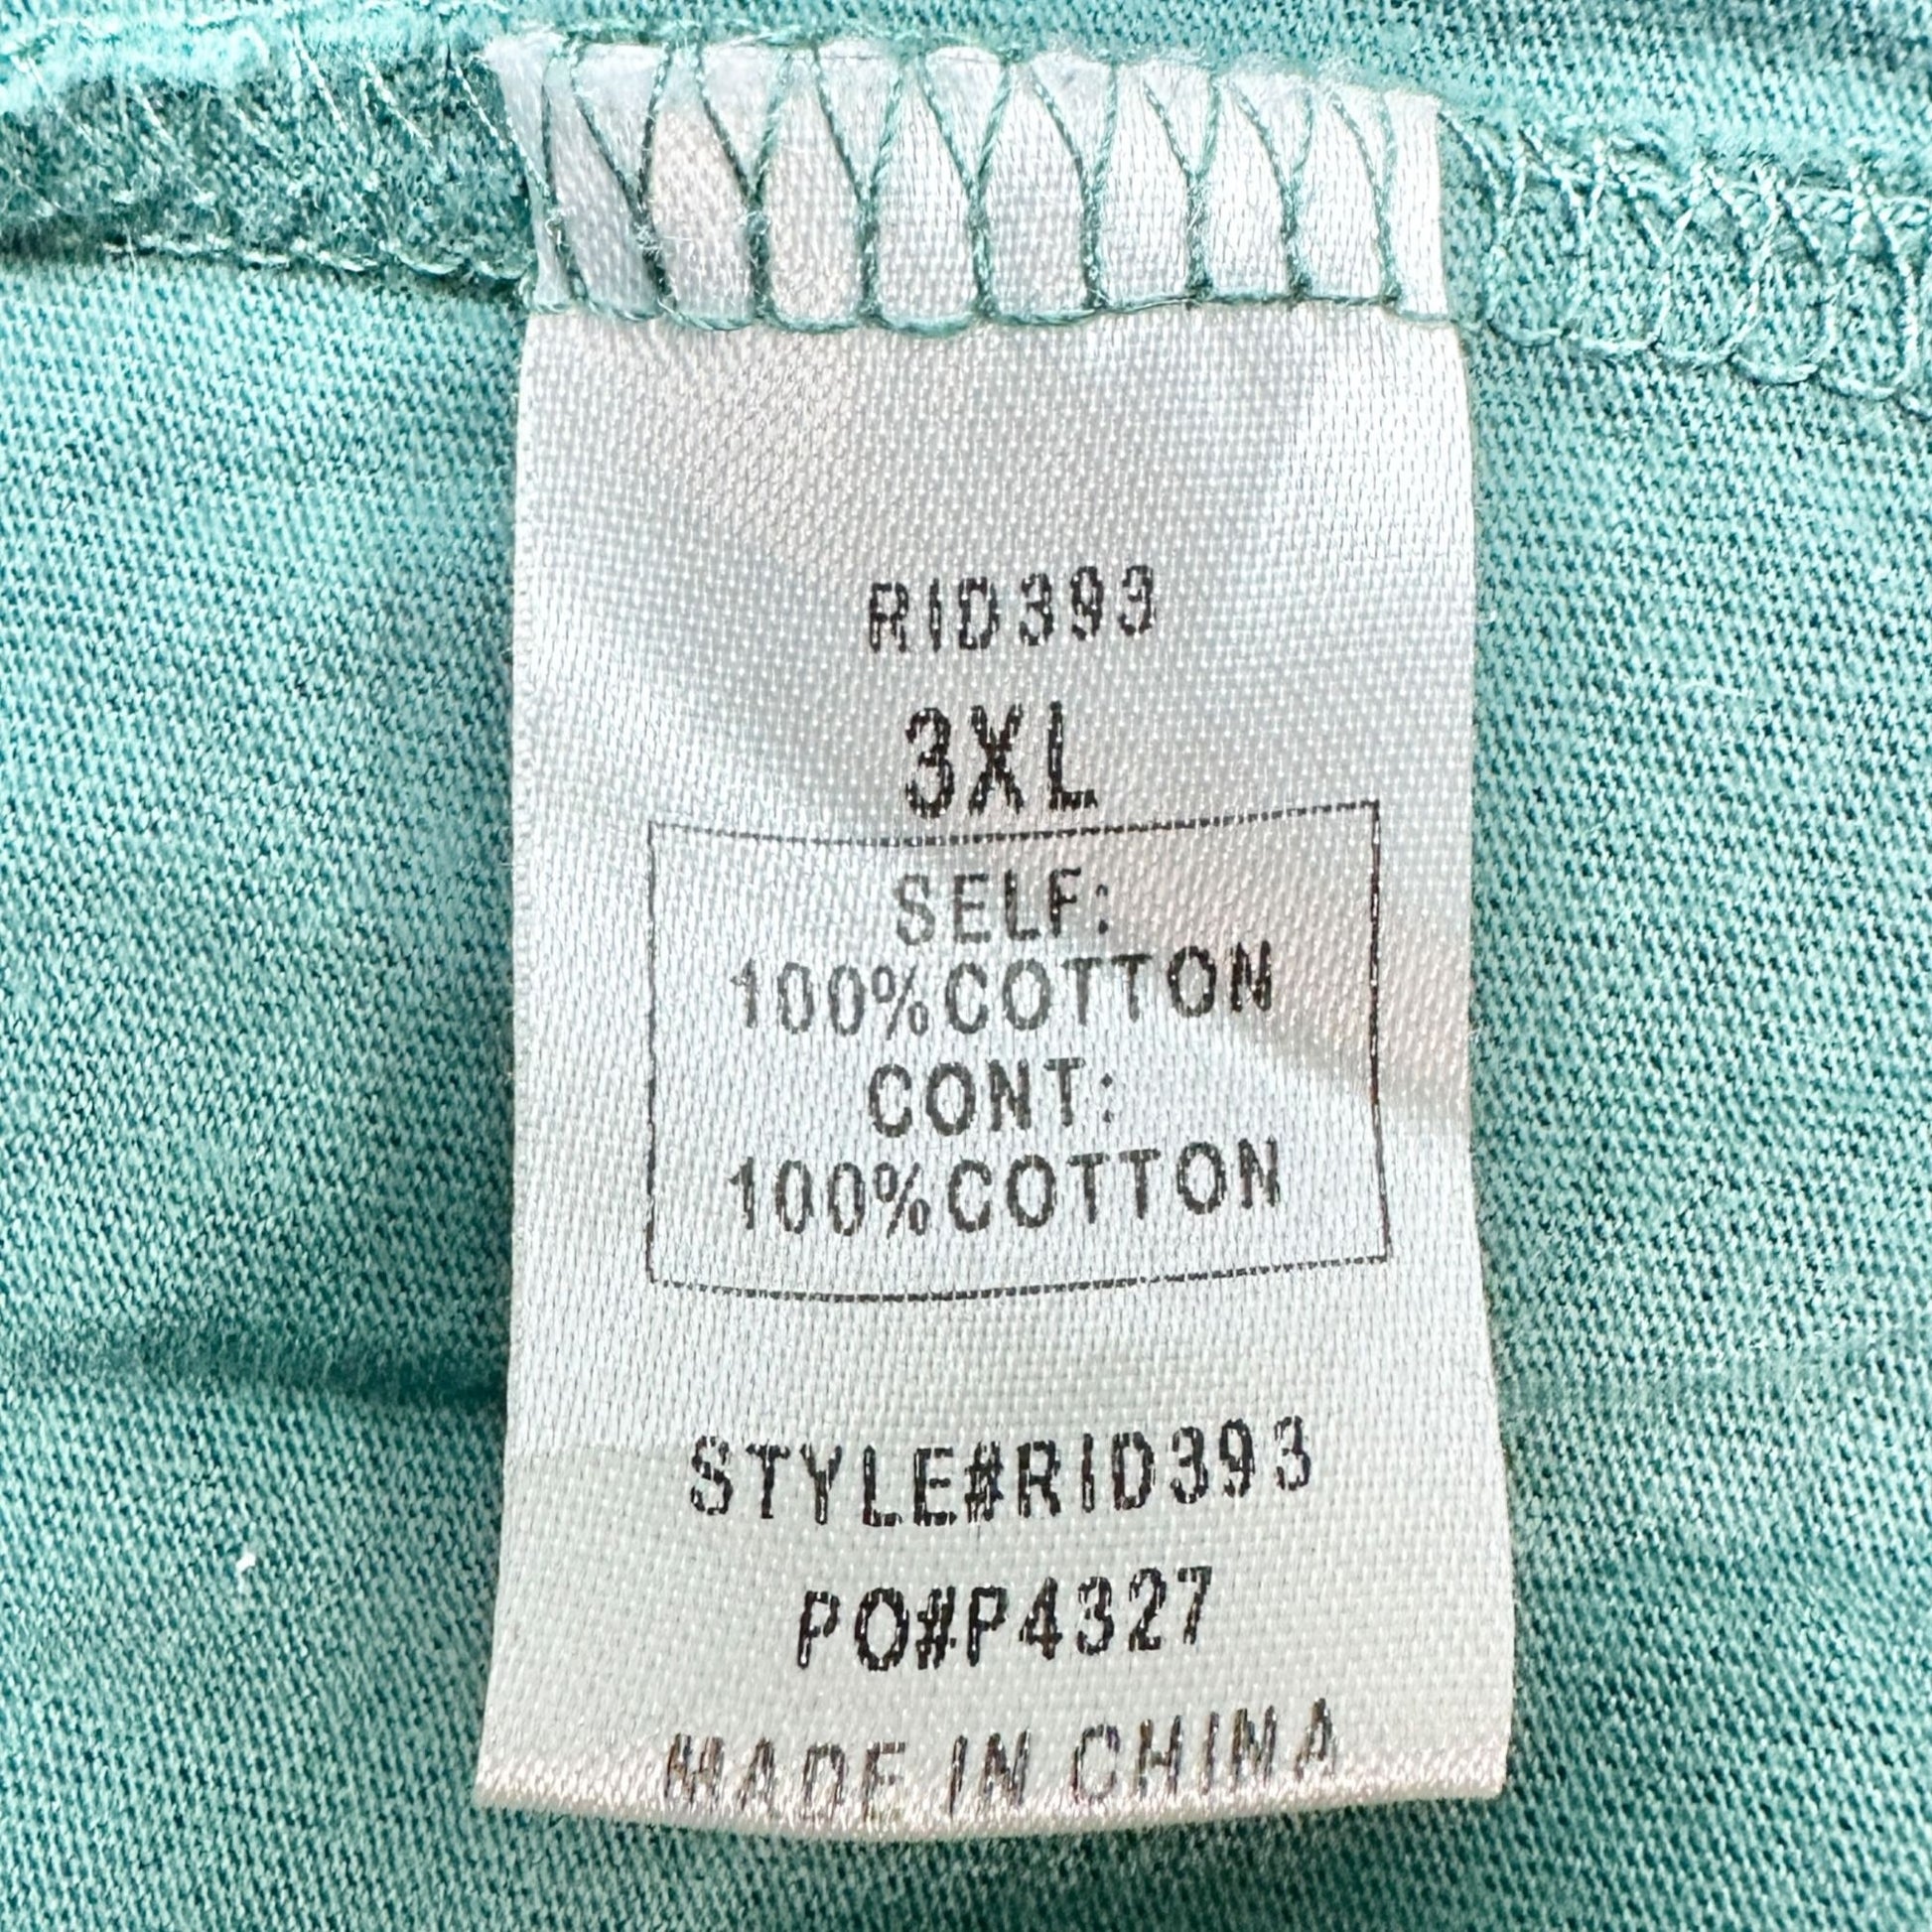 RID393
3XL
SELF:
100%COTTON
CONT:
100%COTTON
STYLE#RID393
PO#P4327
MADE IN CHINA